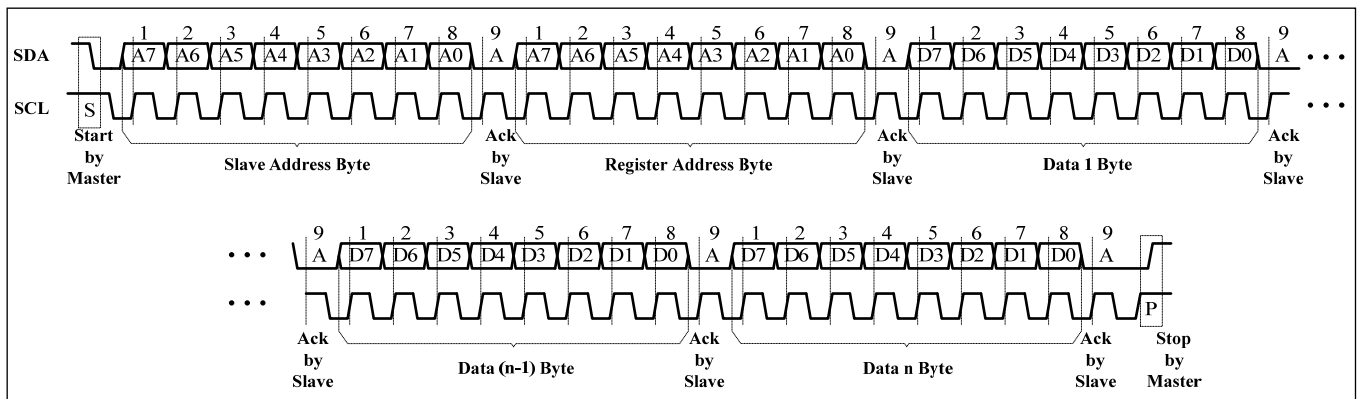 1 2 3 4 5 6 7 8 9 1 2 3 4 5 6 7 8 9 1 2 3 4 5 6 7 8 9
SDA A7 A6 A5 A4 A3 A2 A1 A0 A A7 A6 A5 A4 A3 A2 A1 A0 A D7 D6 D5 D4 D3 D2 D1 D0 A • • •
SCL S • • •
Start by Master
Slave Address Byte
Ack by Slave
Register Address Byte
Ack by Slave
Data 1 Byte
Ack by Slave
9 1 2 3 4 5 6 7 8 9 1 2 3 4 5 6 7 8 9
• • • A D7 D6 D5 D4 D3 D2 D1 D0 A D7 D6 D5 D4 D3 D2 D1 D0 A
• • • P
Ack by Slave
Data (n-1) Byte
Ack by Slave
Data n Byte
Ack by Slave
Stop by Master